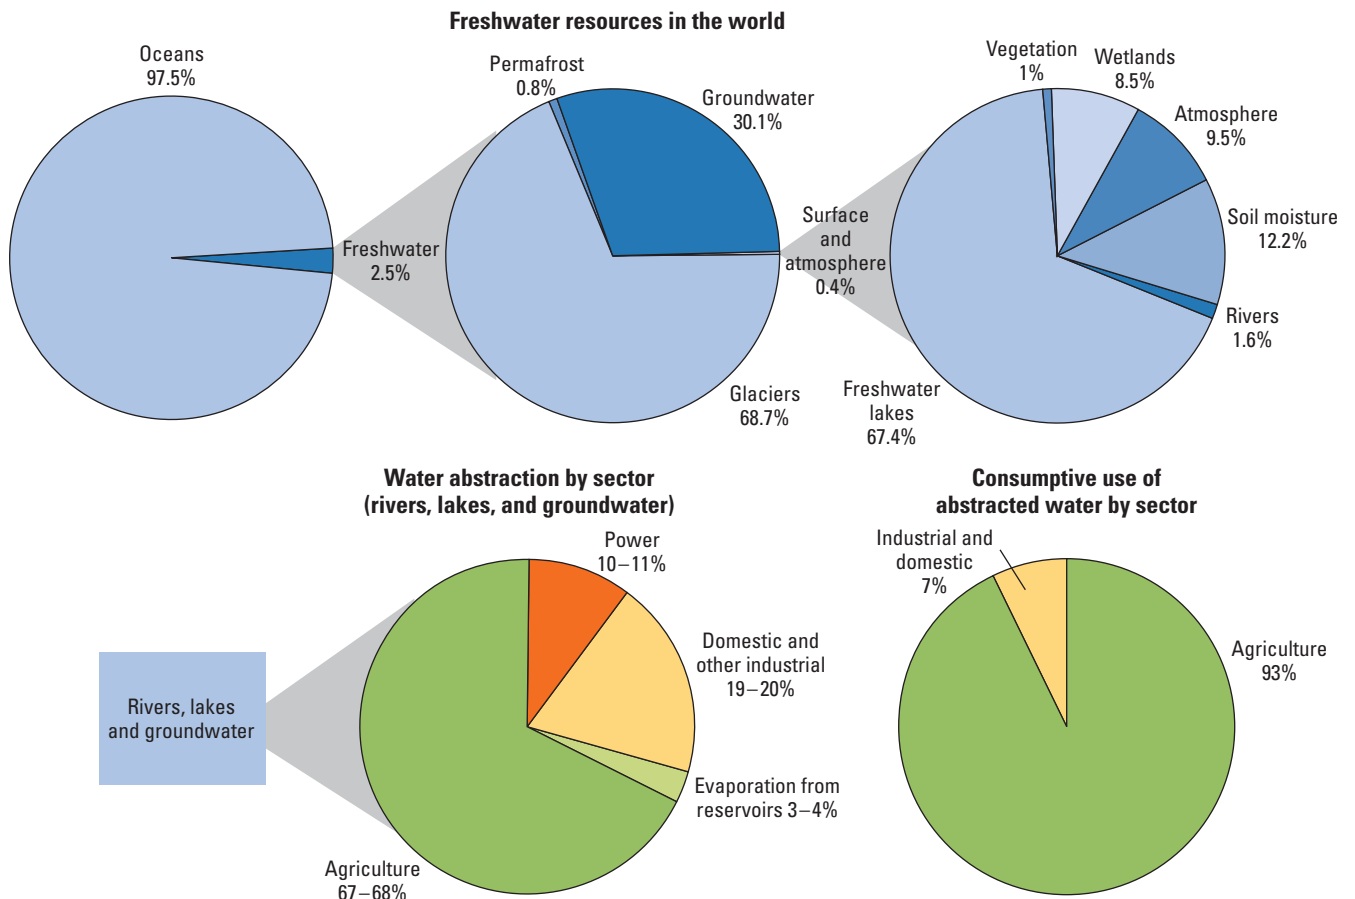 Freshwater resources in the world
Oceans
97.5%
Freshwater
2.5%
Permafrost
0.8%
Groundwater
30.1%
Surface
and
atmosphere
0.4%
Glaciers
68.7%
Vegetation
1%
Wetlands
8.5%
Atmosphere
9.5%
Soil moisture
12.2%
Rivers
1.6%
Freshwater
lakes
67.4%
Water abstraction by sector
(rivers, lakes, and groundwater)
Rivers, lakes
and groundwater
Power
10–11%
Domestic and
other industrial
19–20%
Evaporation from
reservoirs 3–4%
Agriculture
67–68%
Consumptive use of
abstracted water by sector
Industrial and
domestic
7%
Agriculture
93%